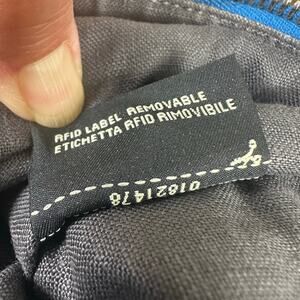 RFID LABEL REMOVABLE
ETICHETTA RFID RIMOVIBILE
01821478